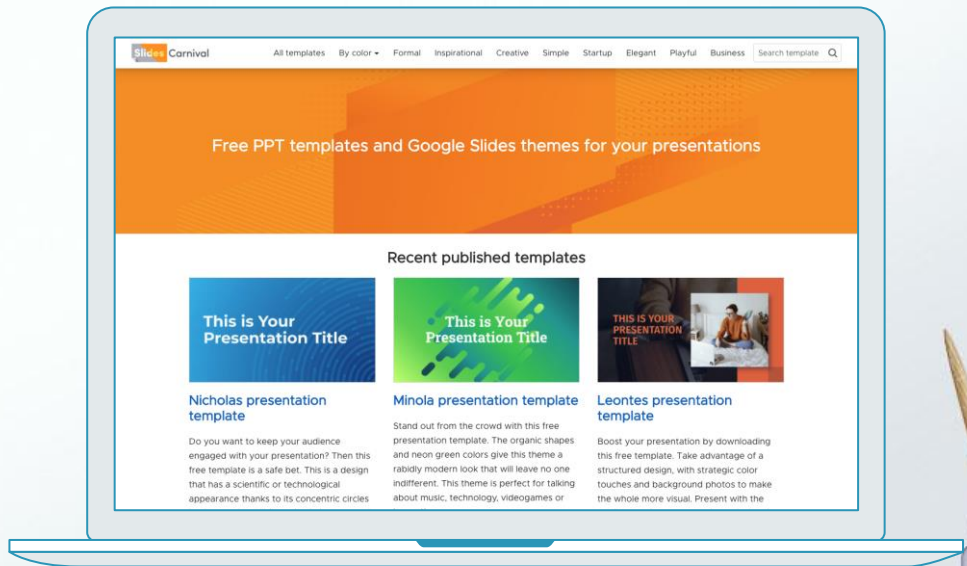 Slides Carnival
All templates By color Formal Inspirational Creative Simple Startup Elegant Playful Business Search template
Free PPT templates and Google Slides themes for your presentations
Recent published templates
This is Your
Presentation Title
This is Your
Presentation Title
THIS IS YOUR
PRESENTATION
TITLE
Nicholas presentation
template
Do you want to keep your audience
engaged with your presentation? Then this
free template is a safe bet. This is a design
that has a scientific or technological
appearance thanks to its concentric circles
Minola presentation template
Stand out from the crowd with this free
presentation template. The organic shapes
and neon green colors give this theme a
rabidly modern look that will leave no one
indifferent. This theme is perfect for talking
about music, technology, videogames or
Leontes presentation
template
Boost your presentation by downloading
this free template. Take advantage of a
structured design, with strategic color
touches and background photos to make
the whole more visual. Present with the